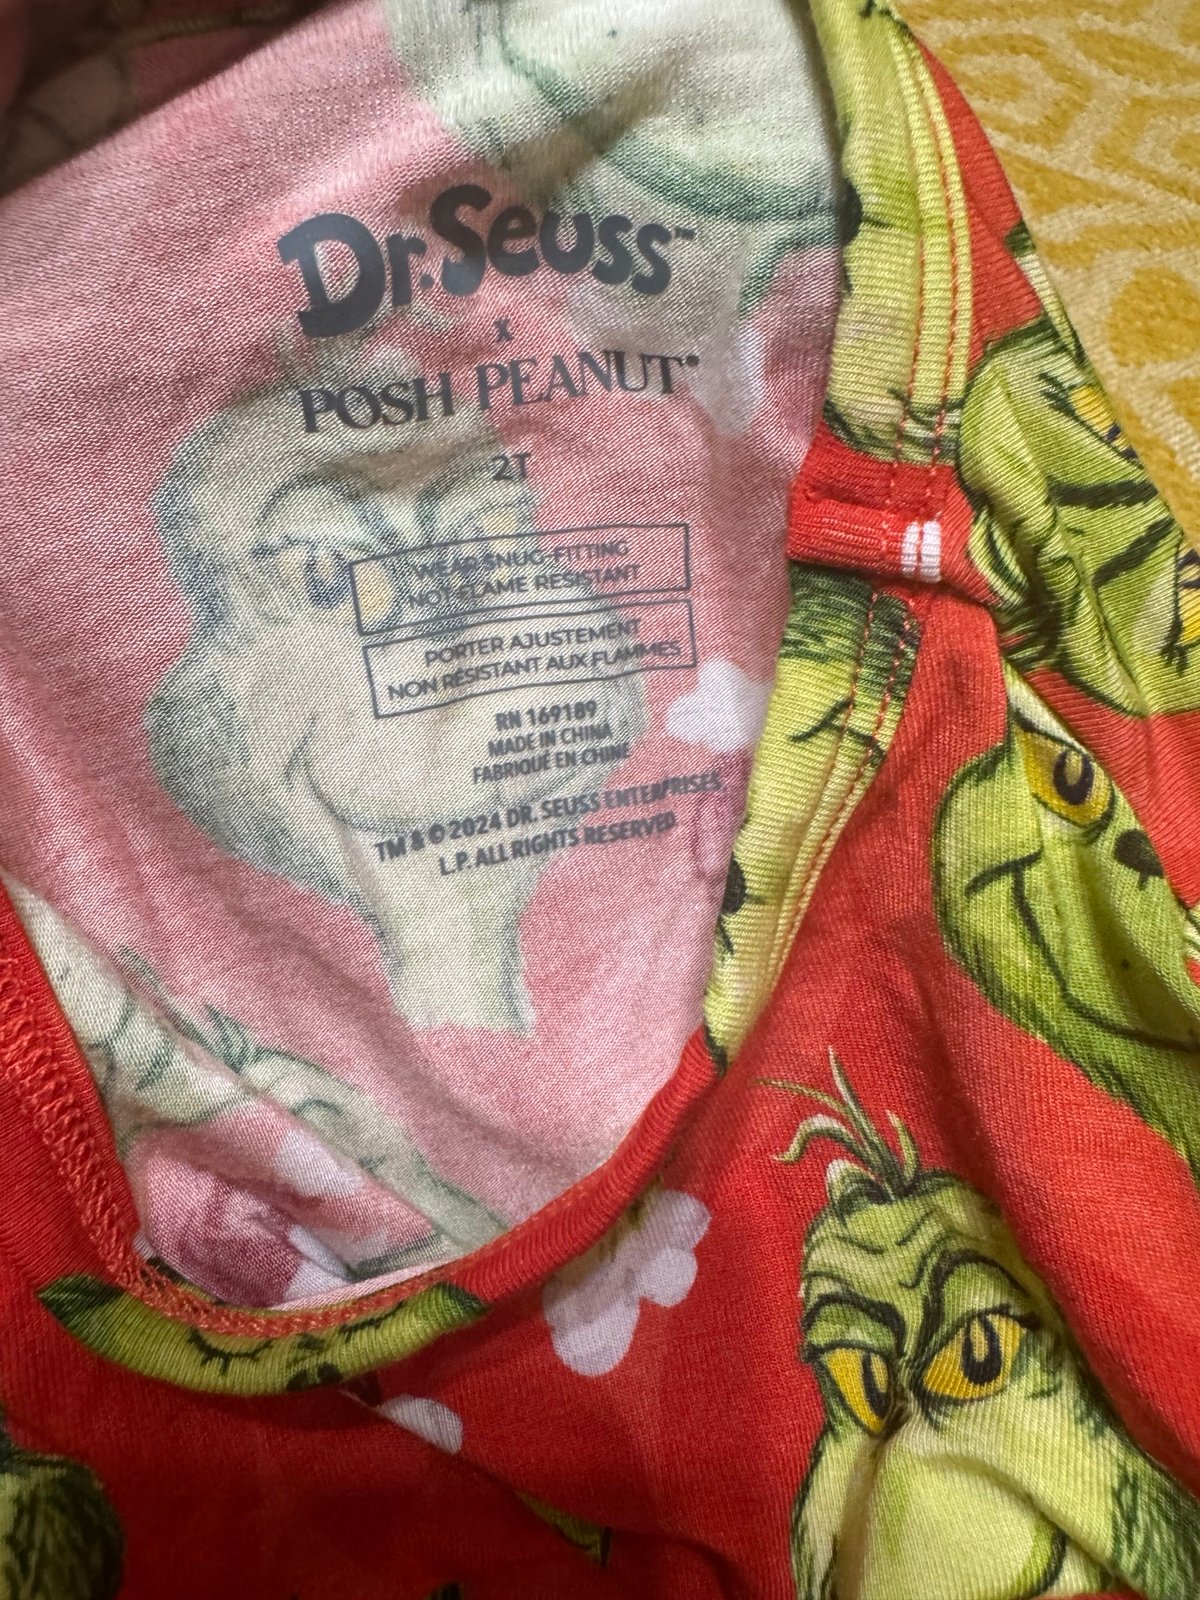 Dr. Seuss™
x
POSH PEANUT®
2T
WEAR SNUG-FITTING
NOT FLAME RESISTANT
PORTER AJUSTEMENT
NON RÉSISTANT AUX FLAMMES
RN 169189
MADE IN CHINA
FABRIQUÉ EN CHINE
TM & © 2024 DR. SEUSS ENTERPRISES,
L.P. ALL RIGHTS RESERVED